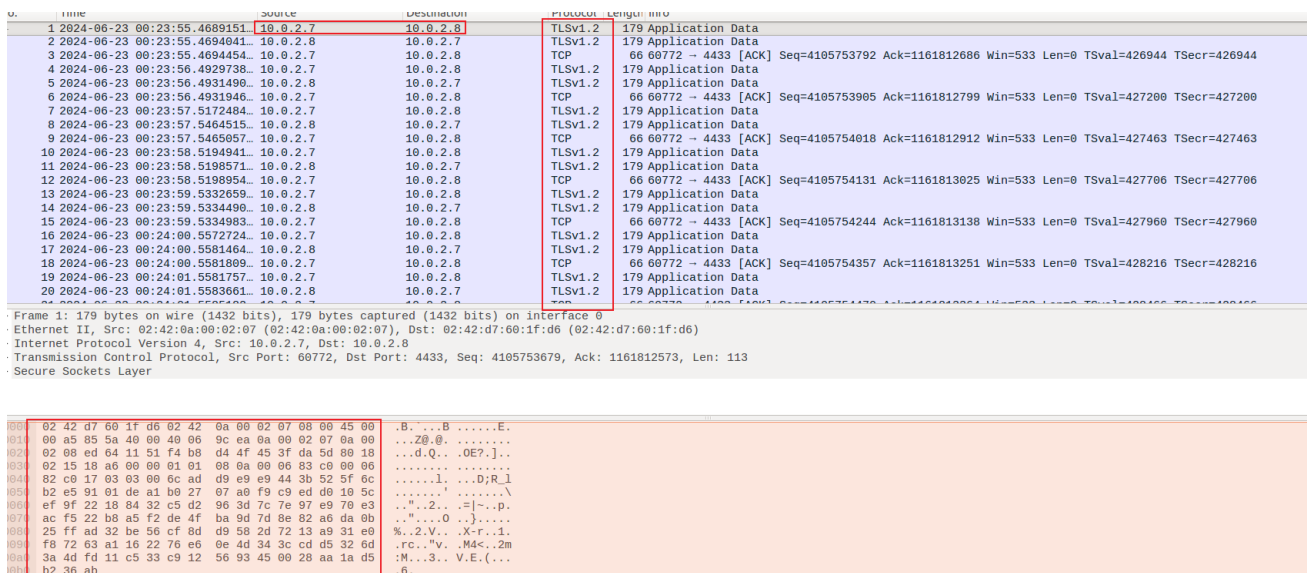 o. Time Source Destination Protocol Length Info
1 2024-06-23 00:23:55.4689151… 10.0.2.7 10.0.2.8 TLSv1.2 179 Application Data
2 2024-06-23 00:23:55.4694041… 10.0.2.8 10.0.2.7 TLSv1.2 179 Application Data
3 2024-06-23 00:23:55.4694454… 10.0.2.7 10.0.2.8 TCP 66 60772 → 4433 [ACK] Seq=4105753792 Ack=1161812686 Win=533 Len=0 TSval=426944 TSecr=426944
4 2024-06-23 00:23:56.4929738… 10.0.2.7 10.0.2.8 TLSv1.2 179 Application Data
5 2024-06-23 00:23:56.4931490… 10.0.2.8 10.0.2.7 TLSv1.2 179 Application Data
6 2024-06-23 00:23:56.4931946… 10.0.2.7 10.0.2.8 TCP 66 60772 → 4433 [ACK] Seq=4105753905 Ack=1161812799 Win=533 Len=0 TSval=427200 TSecr=427200
7 2024-06-23 00:23:57.5172484… 10.0.2.7 10.0.2.8 TLSv1.2 179 Application Data
8 2024-06-23 00:23:57.5464515… 10.0.2.8 10.0.2.7 TLSv1.2 179 Application Data
9 2024-06-23 00:23:57.5465057… 10.0.2.7 10.0.2.8 TCP 66 60772 → 4433 [ACK] Seq=4105754018 Ack=1161812912 Win=533 Len=0 TSval=427463 TSecr=427463
10 2024-06-23 00:23:58.5194941… 10.0.2.7 10.0.2.8 TLSv1.2 179 Application Data
11 2024-06-23 00:23:58.5198571… 10.0.2.8 10.0.2.7 TLSv1.2 179 Application Data
12 2024-06-23 00:23:58.5198954… 10.0.2.7 10.0.2.8 TCP 66 60772 → 4433 [ACK] Seq=4105754131 Ack=1161813025 Win=533 Len=0 TSval=427706 TSecr=427706
13 2024-06-23 00:23:59.5332659… 10.0.2.7 10.0.2.8 TLSv1.2 179 Application Data
14 2024-06-23 00:23:59.5334490… 10.0.2.8 10.0.2.7 TLSv1.2 179 Application Data
15 2024-06-23 00:23:59.5334983… 10.0.2.7 10.0.2.8 TCP 66 60772 → 4433 [ACK] Seq=4105754244 Ack=1161813138 Win=533 Len=0 TSval=427960 TSecr=427960
16 2024-06-23 00:24:00.5572724… 10.0.2.7 10.0.2.8 TLSv1.2 179 Application Data
17 2024-06-23 00:24:00.5581464… 10.0.2.8 10.0.2.7 TLSv1.2 179 Application Data
18 2024-06-23 00:24:00.5581809… 10.0.2.7 10.0.2.8 TCP 66 60772 → 4433 [ACK] Seq=4105754357 Ack=1161813251 Win=533 Len=0 TSval=428216 TSecr=428216
19 2024-06-23 00:24:01.5581757… 10.0.2.7 10.0.2.8 TLSv1.2 179 Application Data
20 2024-06-23 00:24:01.5583661… 10.0.2.8 10.0.2.7 TLSv1.2 179 Application Data
Frame 1: 179 bytes on wire (1432 bits), 179 bytes captured (1432 bits) on interface 0
Ethernet II, Src: 02:42:0a:00:02:07 (02:42:0a:00:02:07), Dst: 02:42:d7:60:1f:d6 (02:42:d7:60:1f:d6)
Internet Protocol Version 4, Src: 10.0.2.7, Dst: 10.0.2.8
Transmission Control Protocol, Src Port: 60772, Dst Port: 4433, Seq: 4105753679, Ack: 1161812573, Len: 113
Secure Sockets Layer
0000 02 42 d7 60 1f d6 02 42 0a 00 02 07 08 00 45 00 .B.`...B ......E.
0010 00 a5 85 5a 40 00 40 06 9c ea 0a 00 02 07 0a 00 ...Z@.@. ........
0020 02 08 ed 64 11 51 f4 b8 d4 4f 45 3f da 5d 80 18 ...d.Q.. .OE?.]..
0030 02 15 18 a6 00 00 01 01 08 0a 00 06 83 c0 00 06 ........ ........
0040 82 c0 17 03 03 00 6c ad d9 e9 e9 44 3b 52 5f 6c ......l. ...D;R_l
0050 b2 e5 91 01 de a1 b0 27 07 a0 f9 c9 ed d0 10 5c .......' .......\
0060 ef 9f 22 18 84 32 c5 d2 96 3d 7c 7e 97 e9 70 e3 .."..2.. .=|~..p.
0070 ac f5 22 b8 a5 f2 de 4f ba 9d 7d 8e 82 a6 da 0b .."....O ..}.....
0080 25 ff ad 32 be 56 cf 8d d9 58 2d 72 13 a9 31 e0 %..2.V.. .X-r..1.
0090 f8 72 63 a1 16 22 76 e6 0e 4d 34 3c cd d5 32 6d .rc.."v. .M4<..2m
00a0 3a 4d fd 11 c5 33 c9 12 56 93 45 00 28 aa 1a d5 :M...3.. V.E.(...
00b0 b2 36 ab .6.